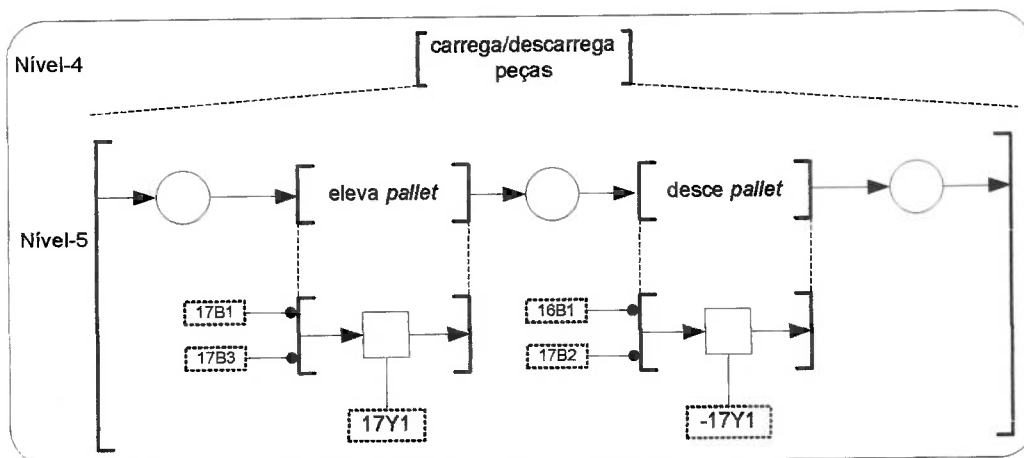 Nível-4
carrega/descarrega
peças
Nível-5
eleva pallet
desce pallet
17B1
17B3
16B1
17B2
17Y1
-17Y1